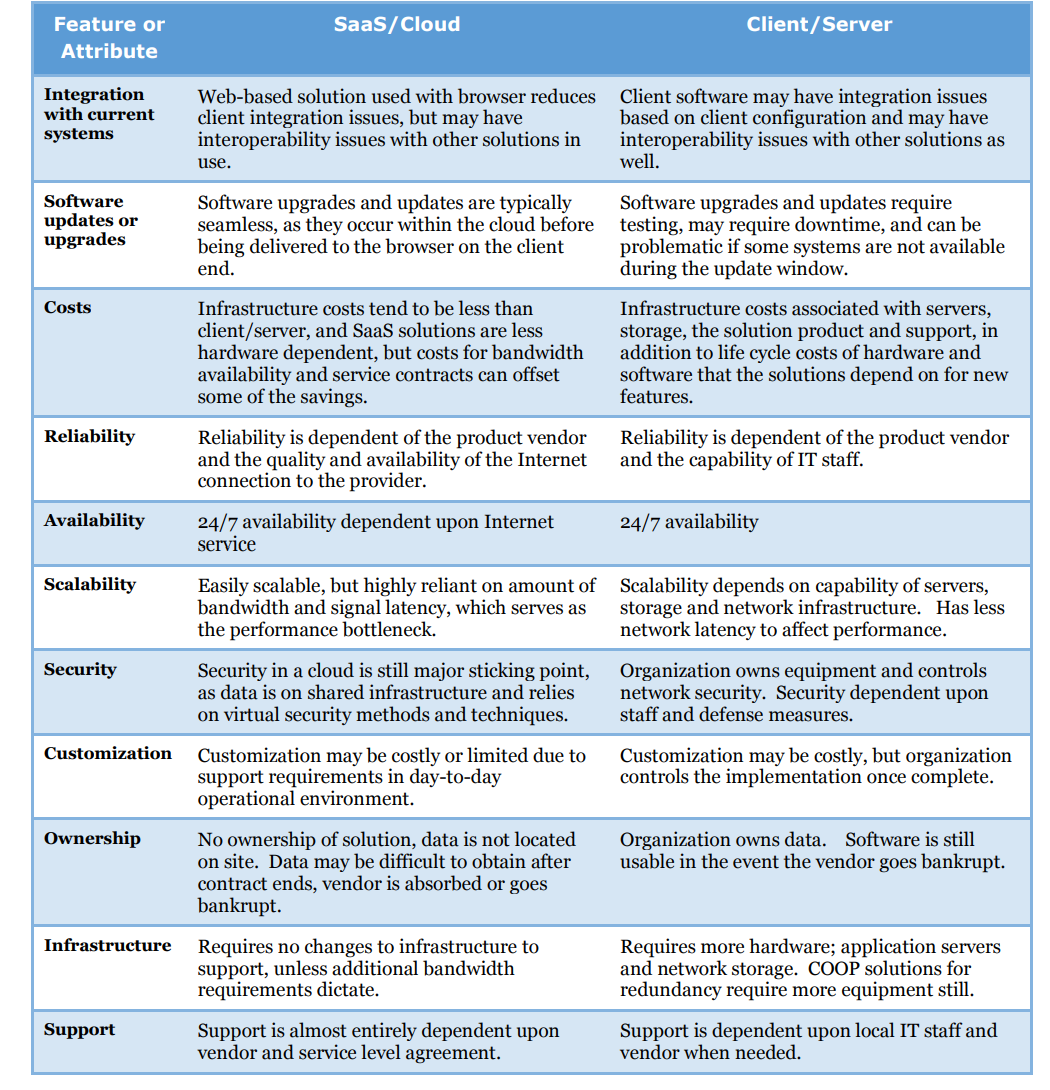 Feature or
Attribute
SaaS/Cloud
Client/Server
Integration
with current
systems
Web-based solution used with browser reduces
client integration issues, but may have
interoperability issues with other solutions in
use.
Client software may have integration issues
based on client configuration and may have
interoperability issues with other solutions as
well.
Software
updates or
upgrades
Software upgrades and updates are typically
seamless, as they occur within the cloud before
being delivered to the browser on the client
end.
Software upgrades and updates require
testing, may require downtime, and can be
problematic if some systems are not available
during the update window.
Costs
Infrastructure costs tend to be less than
client/server, and SaaS solutions are less
hardware dependent, but costs for bandwidth
availability and service contracts can offset
some of the savings.
Infrastructure costs associated with servers,
storage, the solution product and support, in
addition to life cycle costs of hardware and
software that the solutions depend on for new
features.
Reliability
Reliability is dependent of the product vendor
and the quality and availability of the Internet
connection to the provider.
Reliability is dependent of the product vendor
and the capability of IT staff.
Availability
24/7 availability dependent upon Internet
service
24/7 availability
Scalability
Easily scalable, but highly reliant on amount of
bandwidth and signal latency, which serves as
the performance bottleneck.
Scalability depends on capability of servers,
storage and network infrastructure.   Has less
network latency to affect performance.
Security
Security in a cloud is still major sticking point,
as data is on shared infrastructure and relies
on virtual security methods and techniques.
Organization owns equipment and controls
network security.  Security dependent upon
staff and defense measures.
Customization
Customization may be costly or limited due to
support requirements in day-to-day
operational environment.
Customization may be costly, but organization
controls the implementation once complete.
Ownership
No ownership of solution, data is not located
on site.  Data may be difficult to obtain after
contract ends, vendor is absorbed or goes
bankrupt.
Organization owns data.    Software is still
usable in the event the vendor goes bankrupt.
Infrastructure
Requires no changes to infrastructure to
support, unless additional bandwidth
requirements dictate.
Requires more hardware; application servers
and network storage.  COOP solutions for
redundancy require more equipment still.
Support
Support is almost entirely dependent upon
vendor and service level agreement.
Support is dependent upon local IT staff and
vendor when needed.